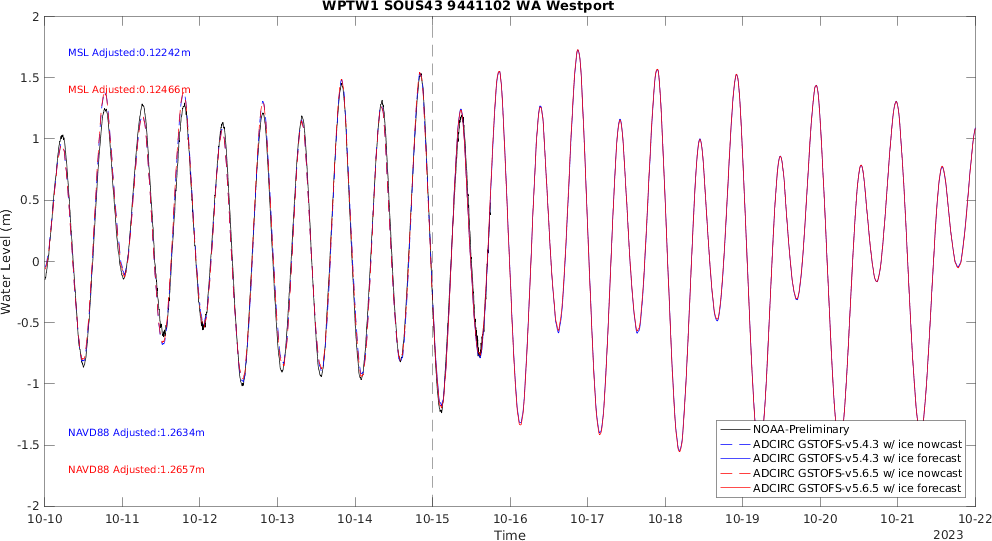 WPTW1 SOUS43 9441102 WA Westport
2
1.5
1
0.5
0
-0.5
-1
-1.5
-2
Water Level (m)
MSL Adjusted:0.12242m
MSL Adjusted:0.12466m
NAVD88 Adjusted:1.2634m
NAVD88 Adjusted:1.2657m
NOAA-Preliminary
ADCIRC GSTOFS-v5.4.3 w/ ice nowcast
ADCIRC GSTOFS-v5.4.3 w/ ice forecast
ADCIRC GSTOFS-v5.6.5 w/ ice nowcast
ADCIRC GSTOFS-v5.6.5 w/ ice forecast
10-10 10-11 10-12 10-13 10-14 10-15 10-16 10-17 10-18 10-19 10-20 10-21 10-22
Time
2023